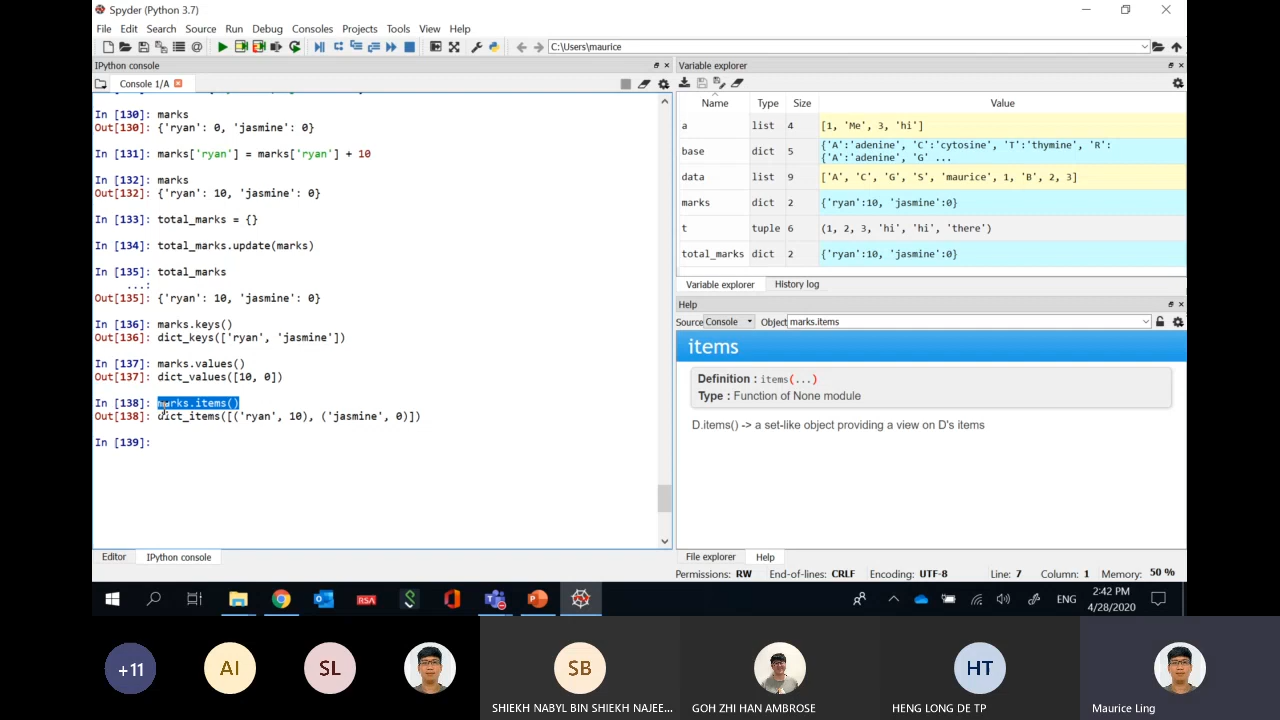 Spyder (Python 3.7)
File Edit Search Source Run Debug Consoles Projects Tools View Help
C:\Users\maurice
IPython console
Console 1/A
In [130]: marks
Out[130]: {'ryan': 0, 'jasmine': 0}
In [131]: marks['ryan'] = marks['ryan'] + 10
In [132]: marks
Out[132]: {'ryan': 10, 'jasmine': 0}
In [133]: total_marks = {}
In [134]: total_marks.update(marks)
In [135]: total_marks
...:
Out[135]: {'ryan': 10, 'jasmine': 0}
In [136]: marks.keys()
Out[136]: dict_keys(['ryan', 'jasmine'])
In [137]: marks.values()
Out[137]: dict_values([10, 0])
In [138]: marks.items()
Out[138]: dict_items([('ryan', 10), ('jasmine', 0)])
In [139]:
Editor IPython console
Variable explorer
Name Type Size Value
a list 4 [1, 'Me', 3, 'hi']
base dict 5 {'A':'adenine', 'C':'cytosine', 'T':'thymine', 'R':
{'A':'adenine', 'G' ...
data list 9 ['A', 'C', 'G', 'S', 'maurice', 1, 'B', 2, 3]
marks dict 2 {'ryan':10, 'jasmine':0}
t tuple 6 (1, 2, 3, 'hi', 'hi', 'there')
total_marks dict 2 {'ryan':10, 'jasmine':0}
Variable explorer History log
Help
Source Console Object marks.items
items
Definition : items(...)
Type : Function of None module
D.items() -> a set-like object providing a view on D's items
File explorer Help
Permissions: RW End-of-lines: CRLF Encoding: UTF-8 Line: 7 Column: 1 Memory: 50 %
RSA
ENG
2:42 PM
4/28/2020
+11
AI
SL
SB
HT
SHIEKH NABYL BIN SHIEKH NAJEE...
GOH ZHI HAN AMBROSE
HENG LONG DE TP
Maurice Ling